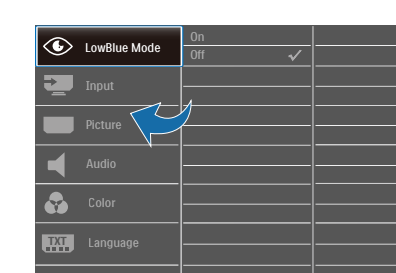 LowBlue Mode
On
Off
Input
Picture
Audio
Color
TXT
Language